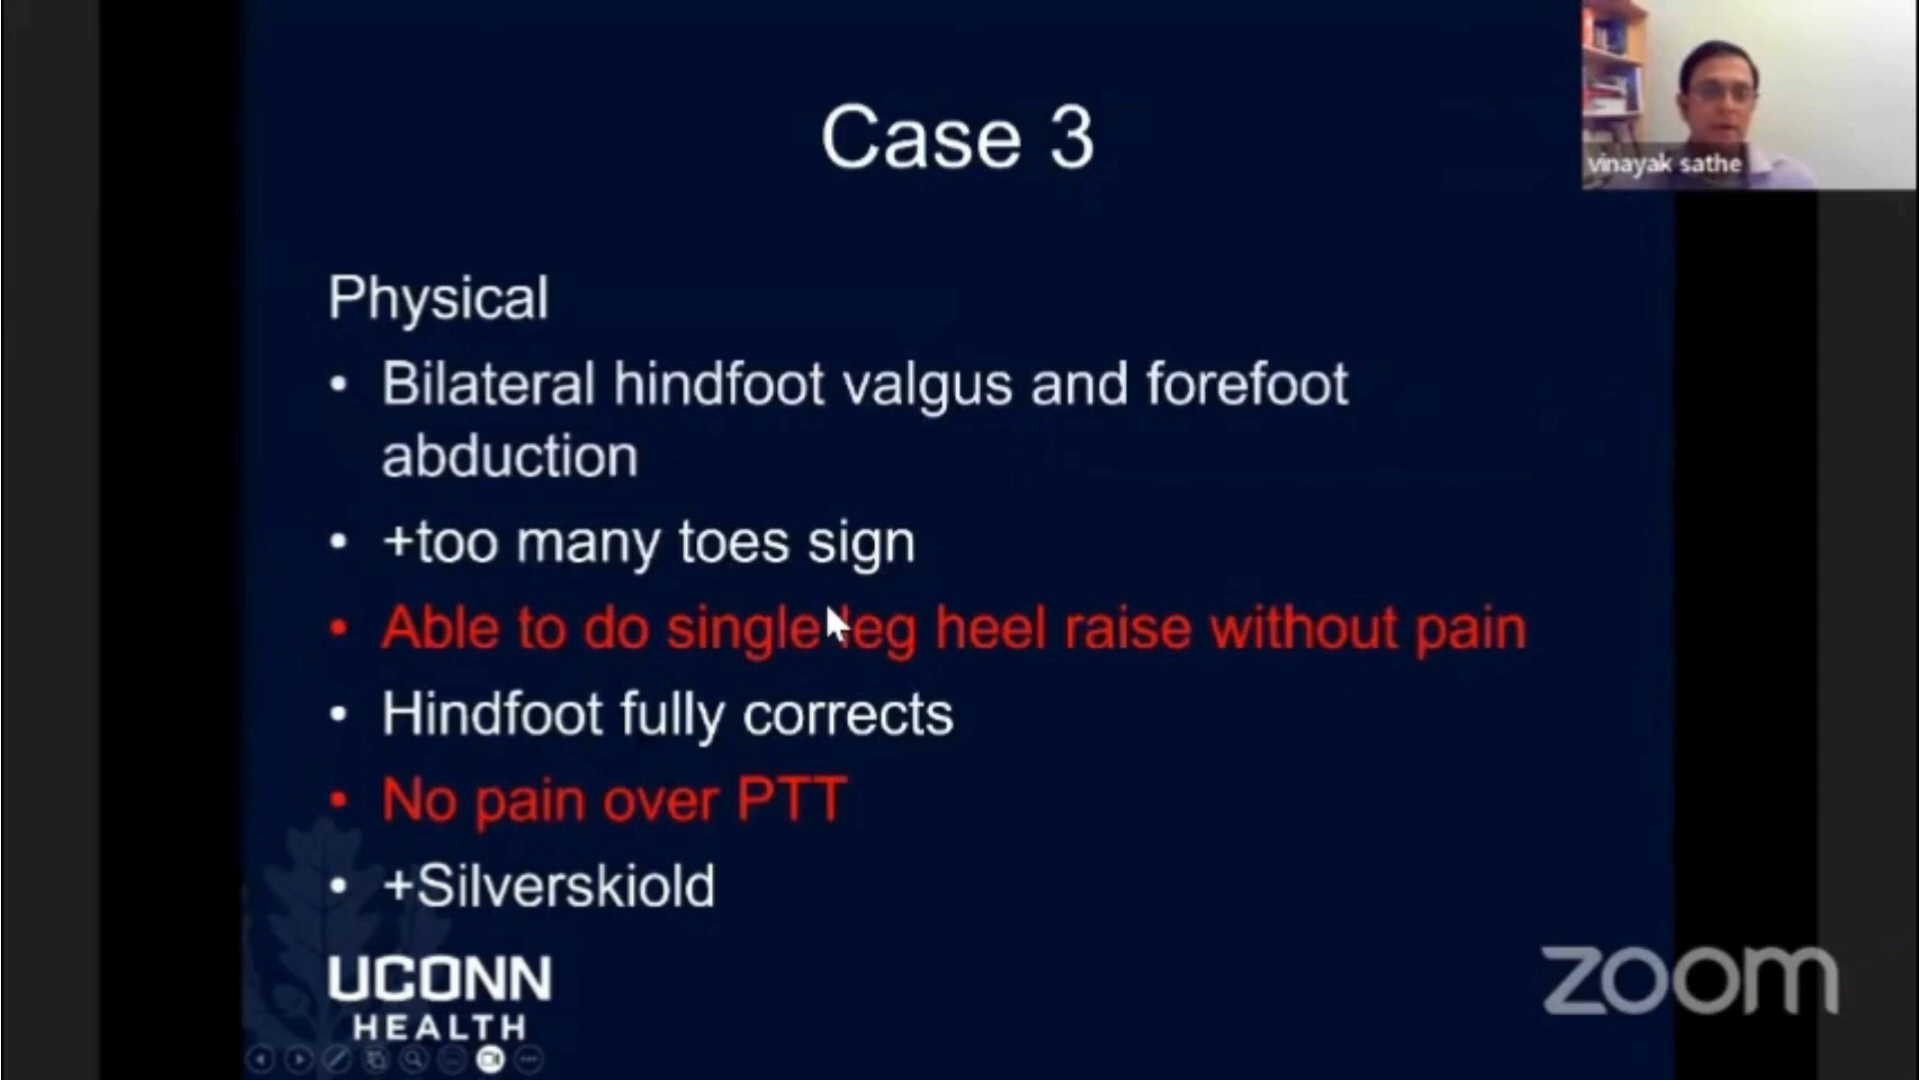 Case 3
vinayak sathe
Physical
• Bilateral hindfoot valgus and forefoot
abduction
• +too many toes sign
• Able to do single leg heel raise without pain
• Hindfoot fully corrects
• No pain over PTT
• +Silverskiold
UCONN
HEALTH
zoom